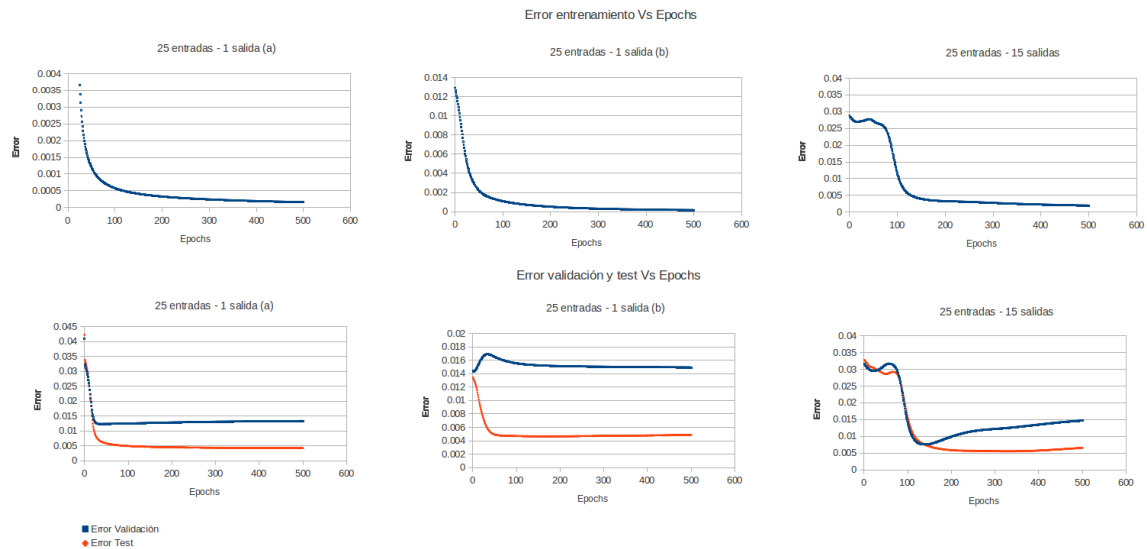 Error entrenamiento Vs Epochs
25 entradas - 1 salida (a)
0.004
0.0035
0.003
0.0025
0.002
0.0015
0.001
0.0005
0
Error
0 100 200 300 400 500 600
Epochs
25 entradas - 1 salida (b)
0.014
0.012
0.01
0.008
0.006
0.004
0.002
0
Error
0 100 200 300 400 500 600
Epochs
25 entradas - 15 salidas
0.04
0.035
0.03
0.025
0.02
0.015
0.01
0.005
0
Error
0 100 200 300 400 500 600
Epochs
Error validación y test Vs Epochs
25 entradas - 1 salida (a)
0.045
0.04
0.035
0.03
0.025
0.02
0.015
0.01
0.005
0
Error
0 100 200 300 400 500 600
Epochs
25 entradas - 1 salida (b)
0.02
0.018
0.016
0.014
0.012
0.01
0.008
0.006
0.004
0.002
0
Error
0 100 200 300 400 500 600
Epochs
25 entradas - 15 salidas
0.04
0.035
0.03
0.025
0.02
0.015
0.01
0.005
0
Error
0 100 200 300 400 500 600
Epochs
Error Validación
Error Test